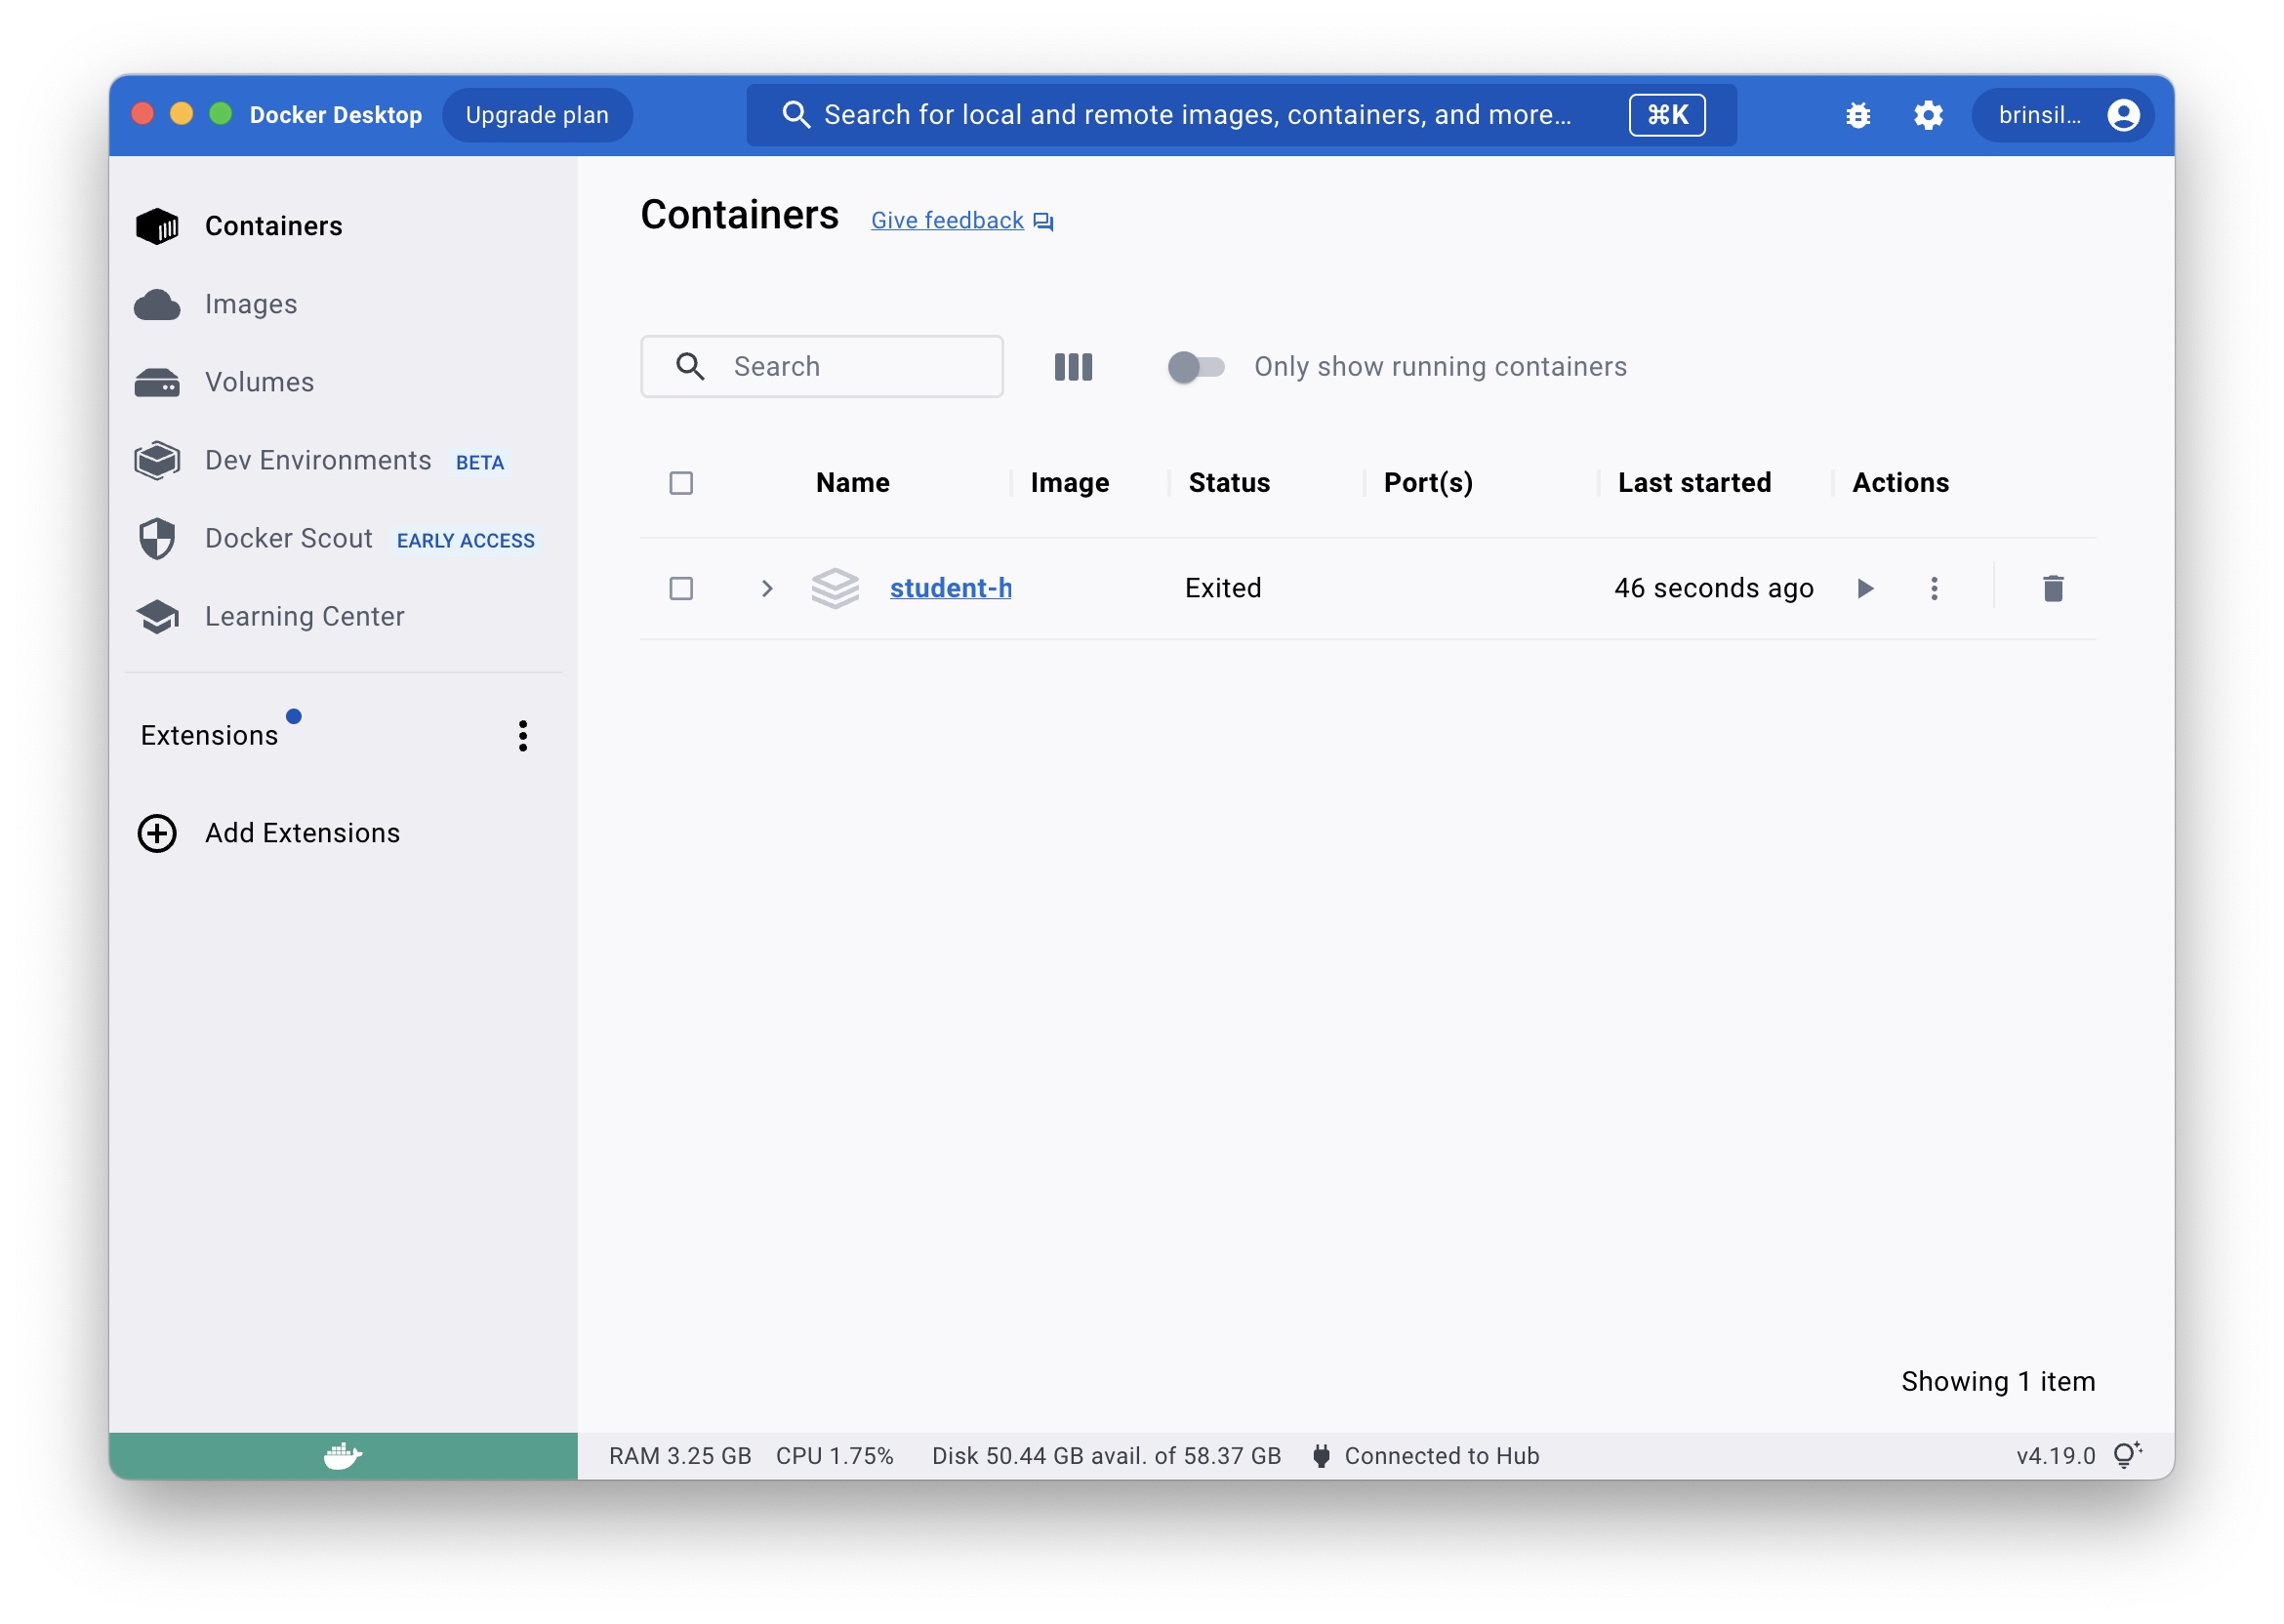 Docker Desktop Upgrade plan Search for local and remote images, containers, and more... ⌘K brinsil...
Containers
Images
Volumes
Dev Environments BETA
Docker Scout EARLY ACCESS
Learning Center
Extensions
Add Extensions
Containers Give feedback
Search Only show running containers
Name Image Status Port(s) Last started Actions
student-h Exited 46 seconds ago
Showing 1 item
RAM 3.25 GB CPU 1.75% Disk 50.44 GB avail. of 58.37 GB Connected to Hub v4.19.0